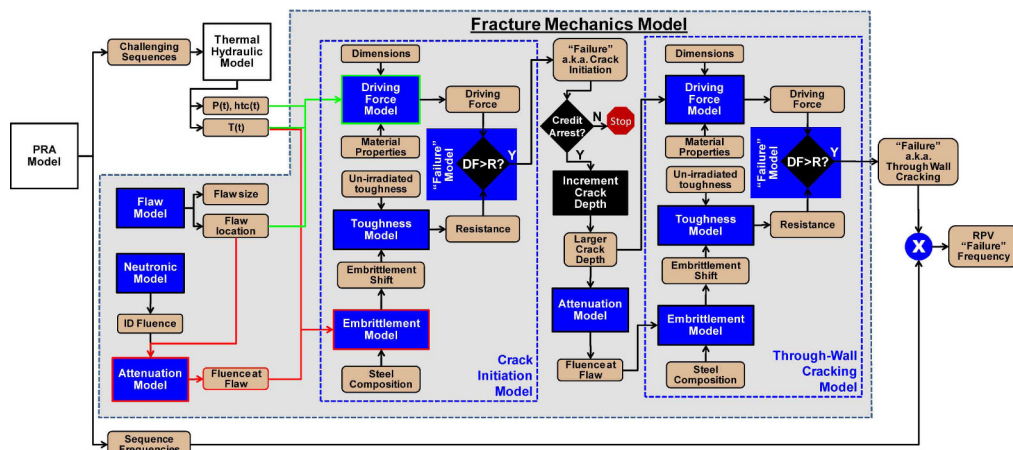 Fracture Mechanics Model
Challenging
Sequences
Thermal
Hydraulic
Model
P(t), htc(t)
T(t)
PRA
Model
Flaw
Model
Flaw size
Flaw
location
Neutronic
Model
ID Fluence
Attenuation
Model
Fluence at
Flaw
Sequence
Frequencies
Dimensions
Driving
Force
Model
Driving
Force
Material
Properties
"Failure"
Model
DF>R?
Y
Un-irradiated
toughness
Toughness
Model
Resistance
Embrittlement
Shift
Embrittlement
Model
Steel
Composition
Crack
Initiation
Model
"Failure"
a.k.a. Crack
Initiation
Credit
Arrest?
N
Stop
Y
Increment
Crack
Depth
Larger
Crack
Depth
Attenuation
Model
Fluence at
Flaw
Dimensions
Driving
Force
Model
Driving
Force
Material
Properties
"Failure"
Model
DF>R?
Y
Un-irradiated
toughness
Toughness
Model
Resistance
Embrittlement
Shift
Embrittlement
Model
Steel
Composition
Through-Wall
Cracking
Model
"Failure"
a.k.a.
Through Wall
Cracking
X
RPV
"Failure"
Frequency